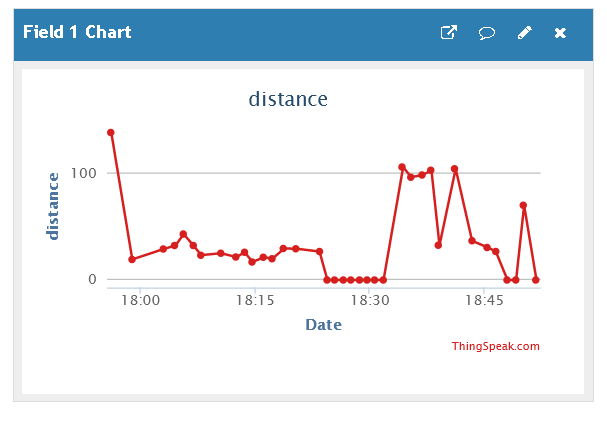 Field 1 Chart
distance
100
distance
0
18:00 18:15 18:30 18:45
Date
ThingSpeak.com